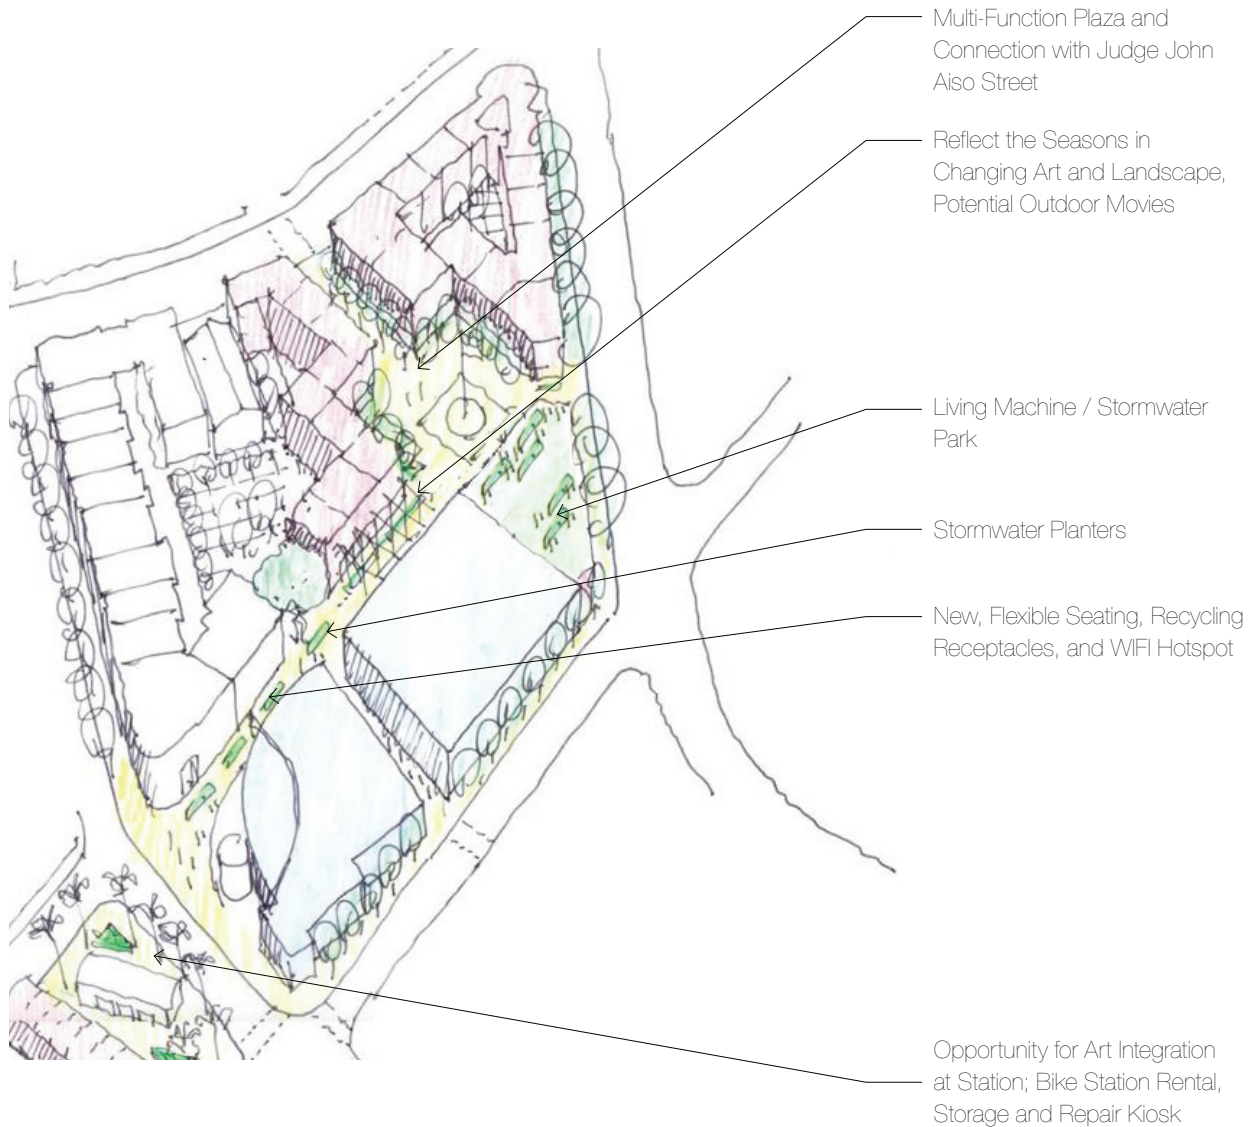 Multi-Function Plaza and
Connection with Judge John
Aiso Street
Reflect the Seasons in
Changing Art and Landscape,
Potential Outdoor Movies
Living Machine / Stormwater
Park
Stormwater Planters
New, Flexible Seating, Recycling
Receptacles, and WIFI Hotspot
Opportunity for Art Integration
at Station; Bike Station Rental,
Storage and Repair Kiosk